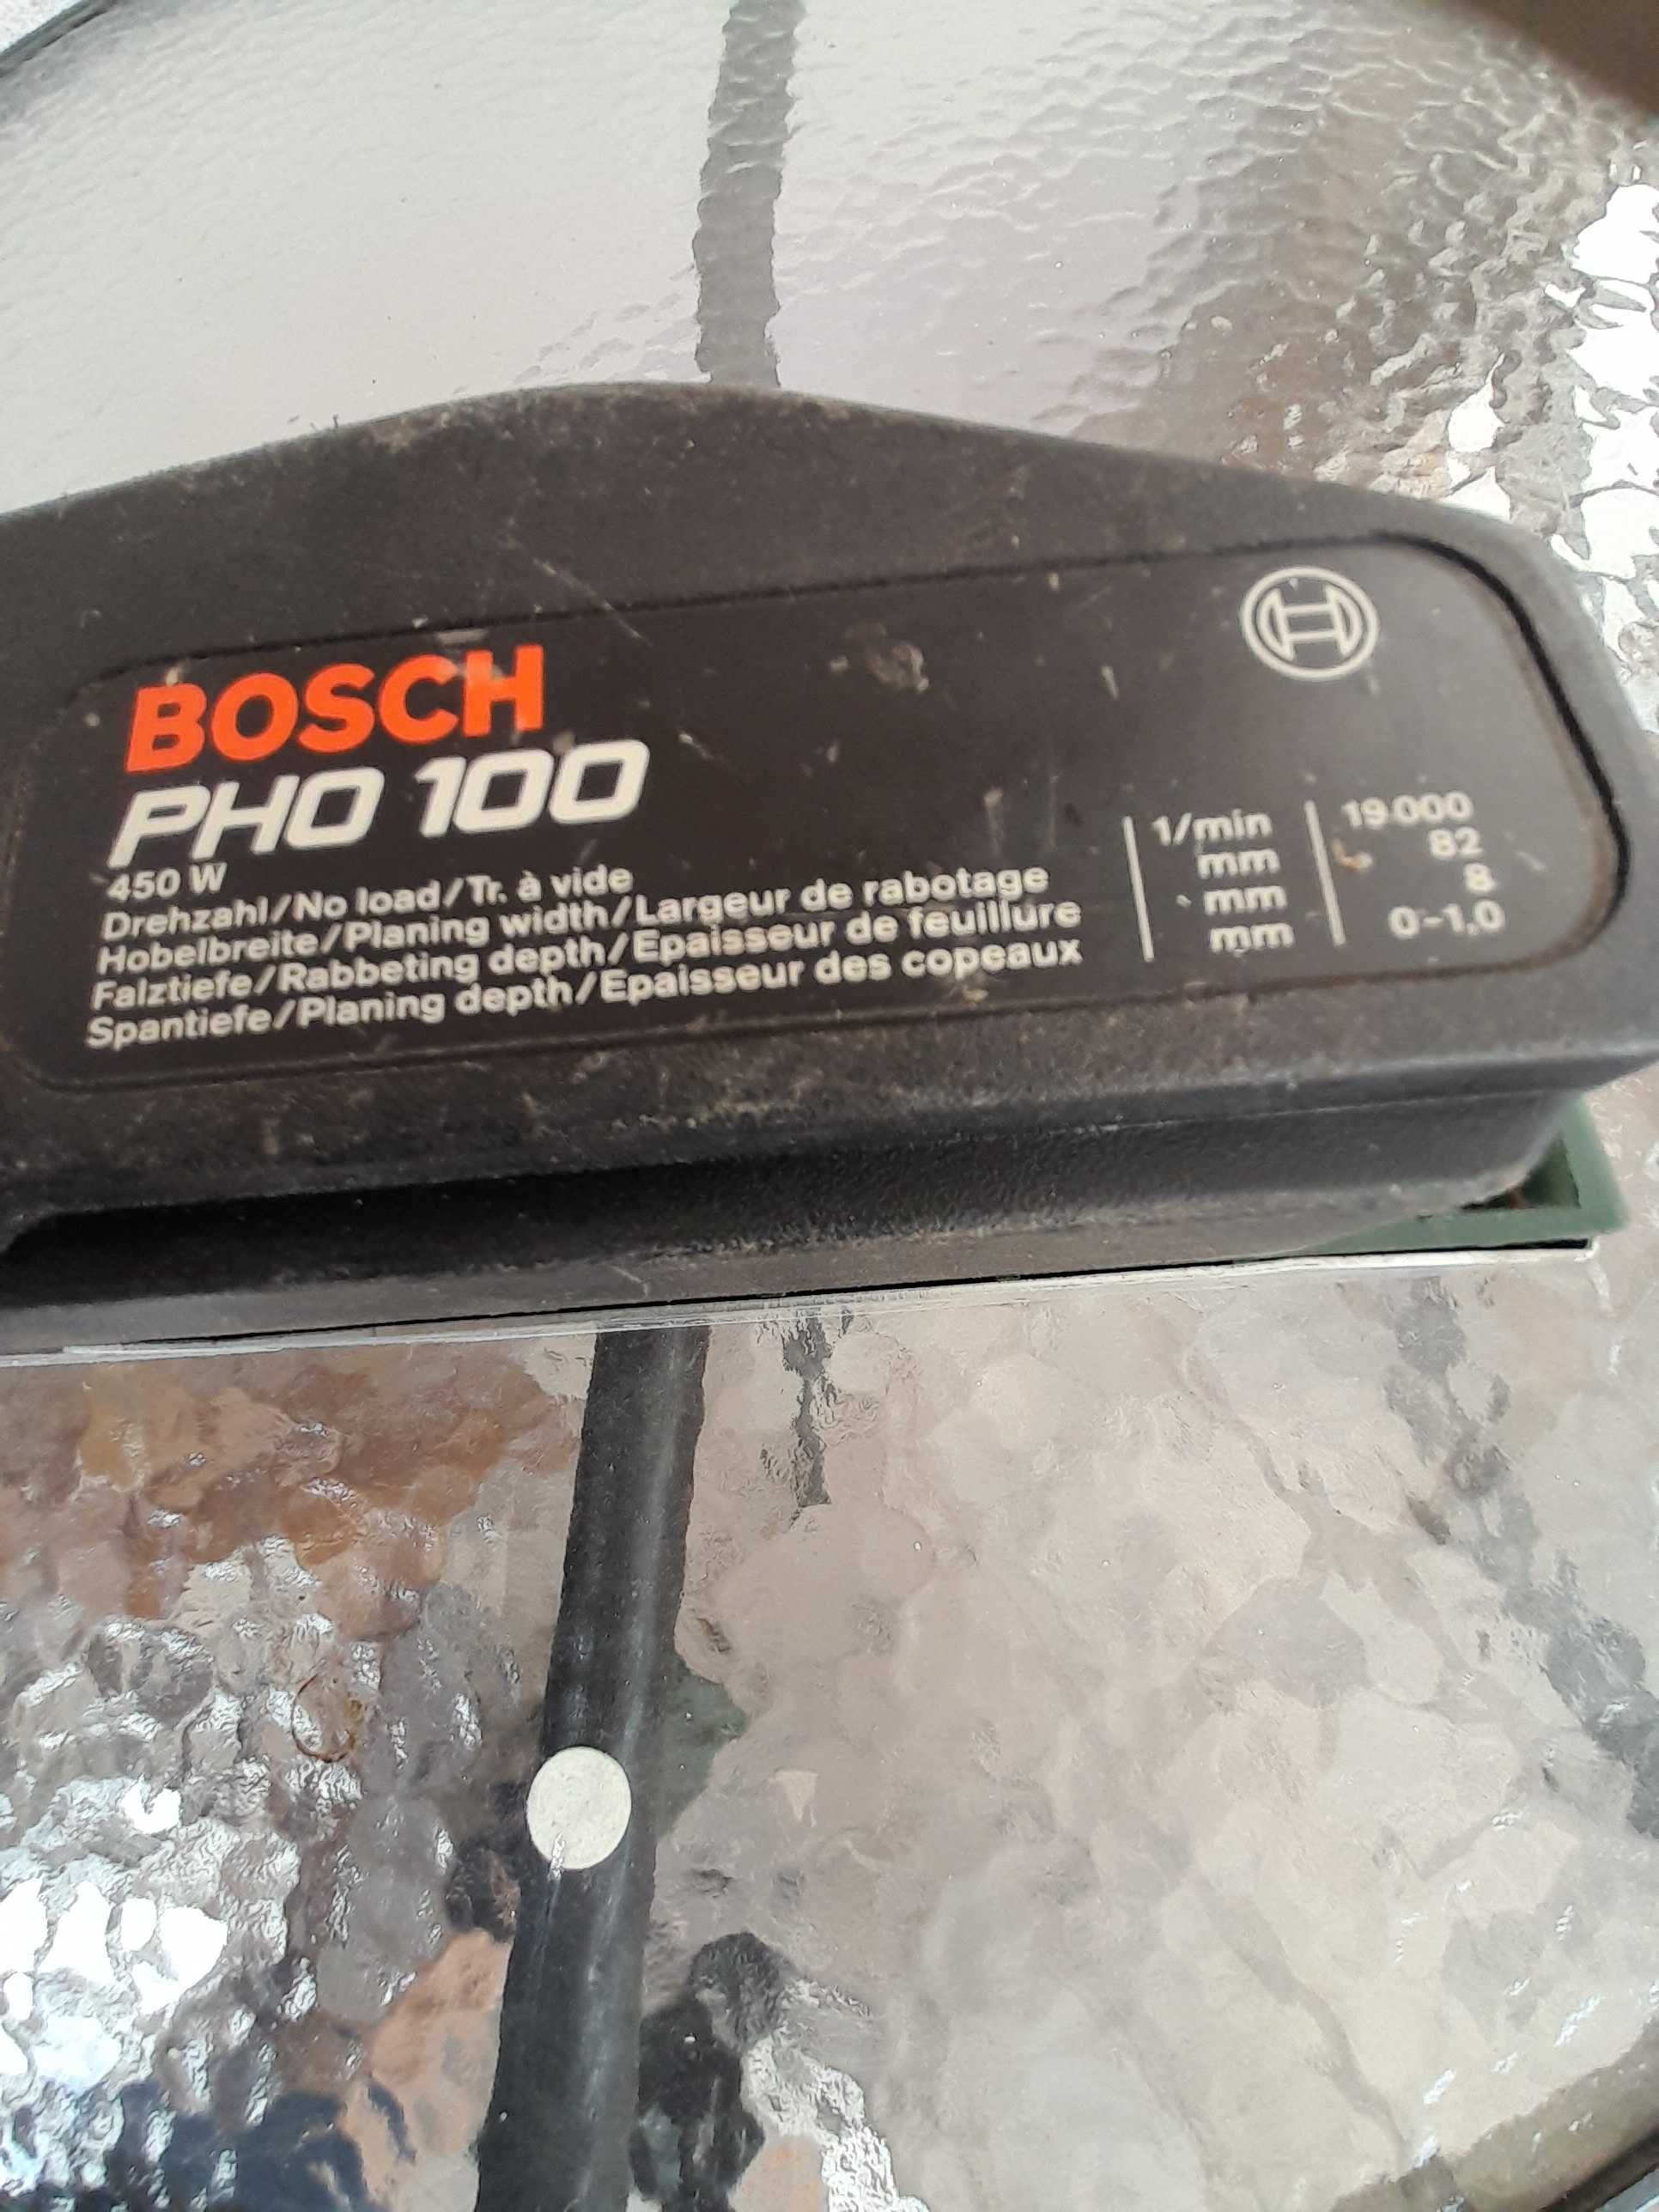 BOSCH
PHO 100
450 W
Drehzahl/No load/Tr. à vide 1/min 19 000
Hobelbreite/Planing width/Largeur de rabotage mm 82
Falztiefe/Rabbeting depth/Epaisseur de feuillure mm 8
Spantiefe/Planing depth/Epaisseur des copeaux mm 0-1,0